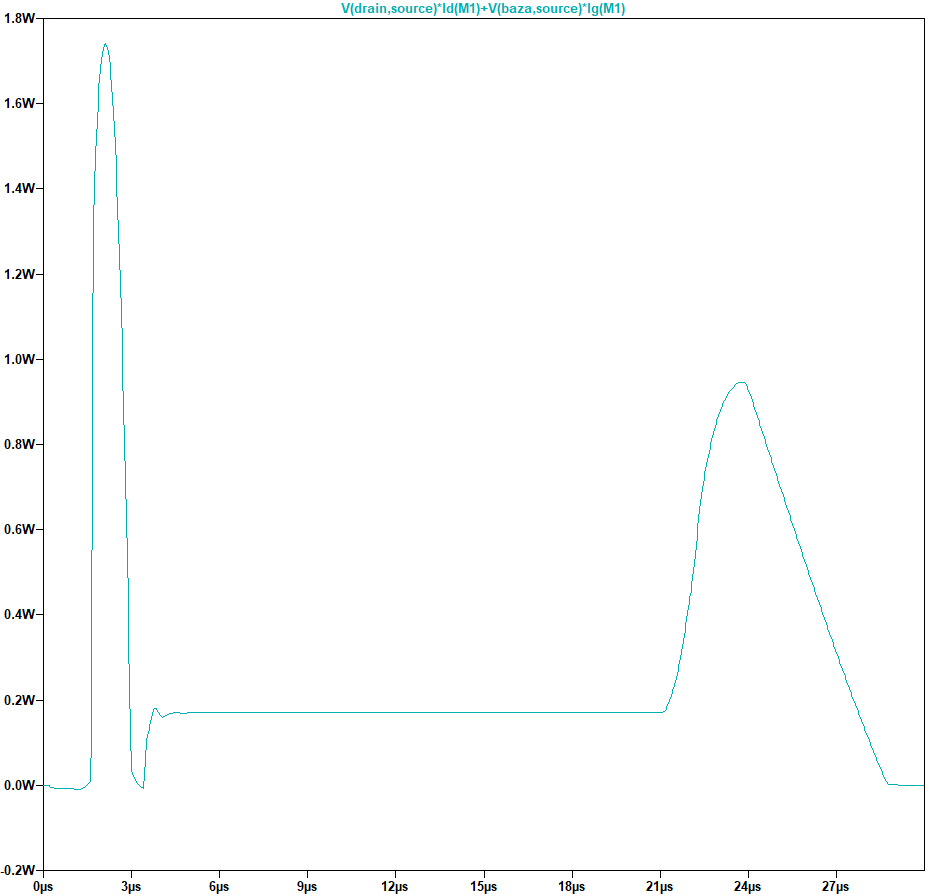 V(drain,source)*Id(M1)+V(baza,source)*Ig(M1)
1.8W
1.6W
1.4W
1.2W
1.0W
0.8W
0.6W
0.4W
0.2W
0.0W
-0.2W
0µs 3µs 6µs 9µs 12µs 15µs 18µs 21µs 24µs 27µs